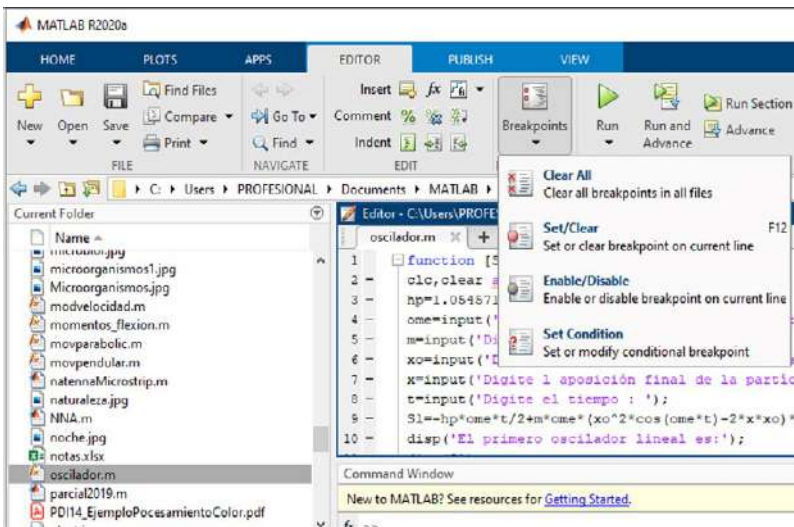 MATLAB R2020a
HOME PLOTS APPS EDITOR PUBLISH VIEW
New Open Save
Find Files
Compare
Print
FILE
Go To
Find
NAVIGATE
Insert fx
Comment %
Indent
EDIT
Breakpoints
Run
Run and Advance
Run Section
Advance
Clear All
Clear all breakpoints in all files
Set/Clear F12
Set or clear breakpoint on current line
Enable/Disable
Enable or disable breakpoint on current line
Set Condition
Set or modify conditional breakpoint
C: Users PROFESIONAL Documents MATLAB
Current Folder
Name
microbiol.jpg
microorganismos1.jpg
Microorganismos.jpg
modvelocidad.m
momentos_flexion.m
movparabolic.m
movpendular.m
natennaMicrostrip.m
naturaleza.jpg
NNA.m
noche.jpg
notas.xlsx
oscilador.m
parcial2019.m
PDI14_EjemploPocesamientoColor.pdf
Editor - C:\Users\PROFES
oscilador.m +
1 function [S
2 - clc,clear a
3 - hp=1.054571
4 - ome=input('
5 - m=input('Di
6 - xo=input('D
7 - x=input('Digite l aposición final de la partíc
8 - t=input('Digite el tiempo : ');
9 - Sl=-hp*ome*t/2+m*ome*(xo^2*cos(ome*t)-2*x*xo)*
10 - disp('El primero oscilador lineal es:');
Command Window
New to MATLAB? See resources for Getting Started.
fx >>